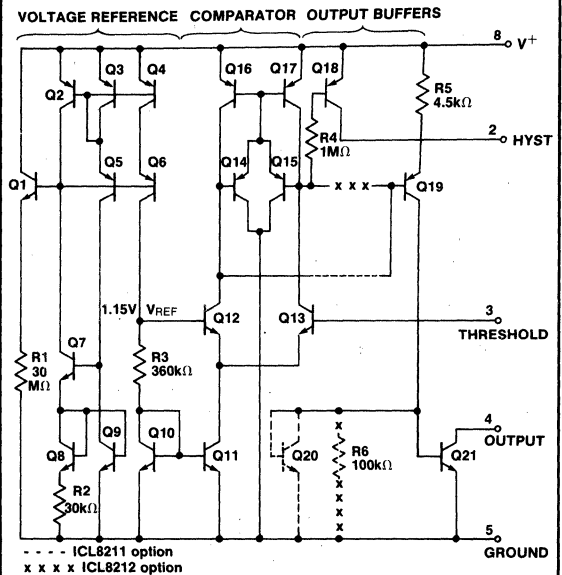 VOLTAGE REFERENCE COMPARATOR OUTPUT BUFFERS
8 V+
Q3 Q4 Q16 Q17 Q18
Q2
R5
4.5kΩ
R4
1MΩ
2 HYST
Q5 Q6 Q14 Q15
Q1 x x x Q19
1.15V VREF
Q12 Q13
3
THRESHOLD
Q7
R1
30
MΩ
R3
360kΩ
Q9 Q10
4
OUTPUT
Q8 Q11 Q20
R6
100kΩ
Q21
R2
30kΩ
5
GROUND
- - - - ICL8211 option
x x x x ICL8212 option